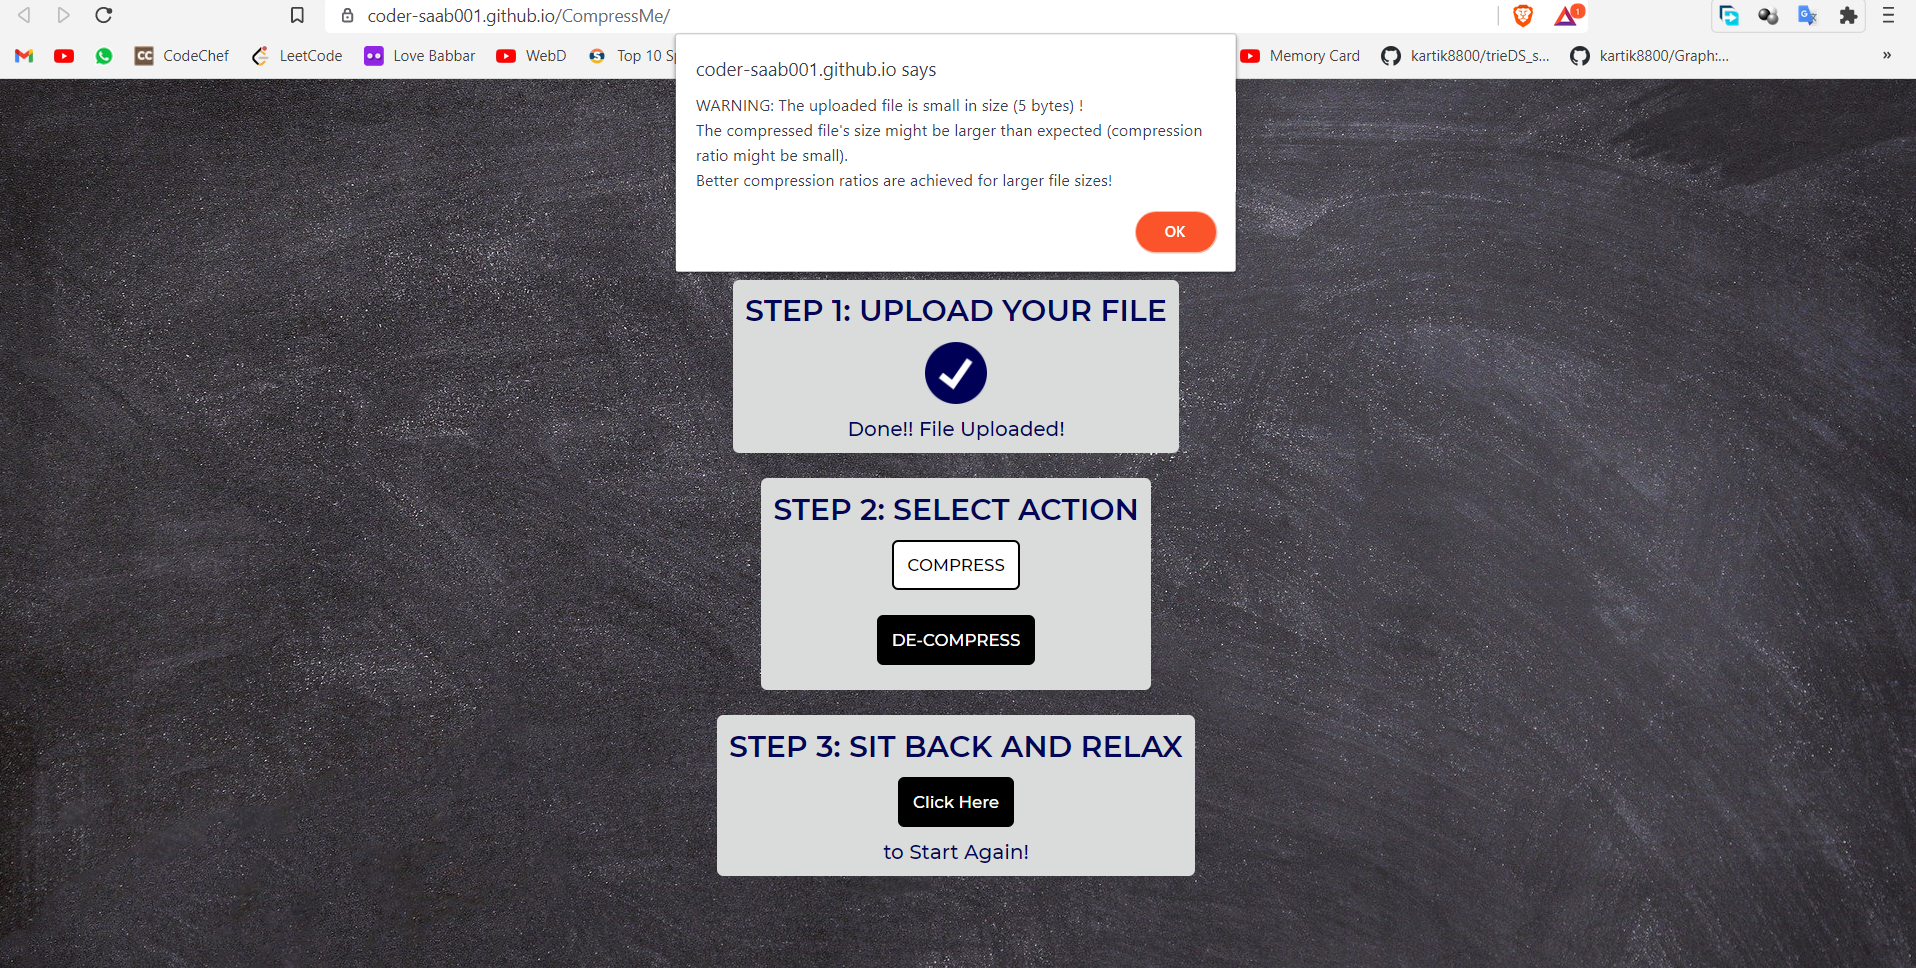 coder-saab001.github.io/CompressMe/
1
CC CodeChef LeetCode Love Babbar WebD Top 10 Memory Card kartik8800/trieDS_s... kartik8800/Graph:... »
coder-saab001.github.io says
WARNING: The uploaded file is small in size (5 bytes) !
The compressed file's size might be larger than expected (compression
ratio might be small).
Better compression ratios are achieved for larger file sizes!
OK
STEP 1: UPLOAD YOUR FILE
Done!! File Uploaded!
STEP 2: SELECT ACTION
COMPRESS
DE-COMPRESS
STEP 3: SIT BACK AND RELAX
Click Here
to Start Again!